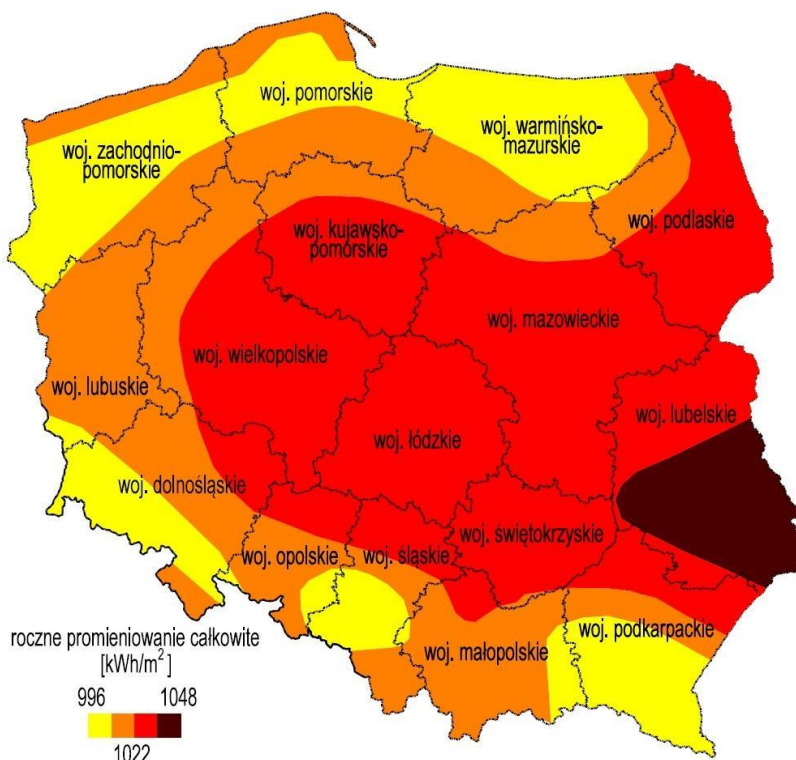 woj. pomorskie
woj. warmińsko-
mazurskie
woj. zachodnio-
pomorskie
woj. podlaskie
woj. kujawsko-
pomorskie
woj. mazowieckie
woj. wielkopolskie
woj. lubuskie
woj. lubelskie
woj. łódzkie
woj. dolnośląskie
woj. świętokrzyskie
woj. opolskie
woj. śląskie
woj. podkarpackie
woj. małopolskie
roczne promieniowanie całkowite
[kWh/m²]
996 1048
1022